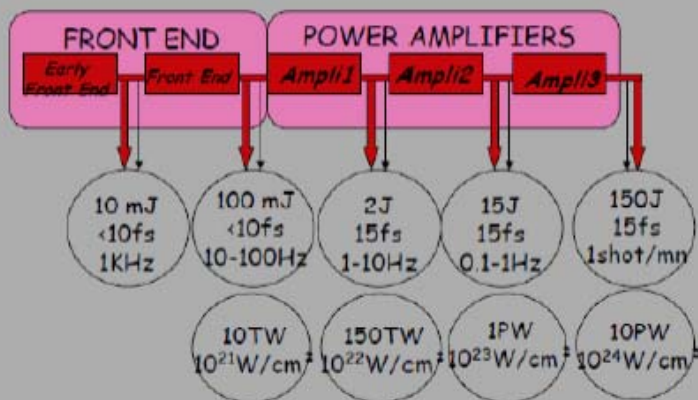 FRONT END
POWER AMPLIFIERS
Early
Front End
Front End
Ampli1
Ampli2
Ampli3
10 mJ
<10fs
1KHz
100 mJ
<10fs
10-100Hz
2J
15fs
1-10Hz
15J
15fs
0.1-1Hz
150J
15fs
1shot/mn
10TW
10²¹W/cm²
150TW
10²²W/cm²
1PW
10²³W/cm²
10PW
10²⁴W/cm²